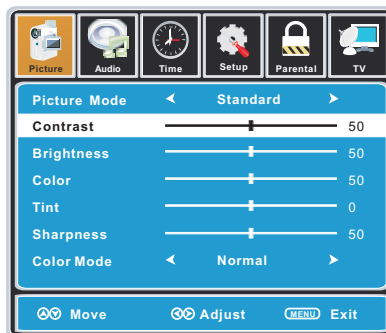 Picture Audio Time Setup Parental TV
Picture Mode Standard
Contrast 50
Brightness 50
Color 50
Tint 0
Sharpness 50
Color Mode Normal
Move Adjust MENU Exit